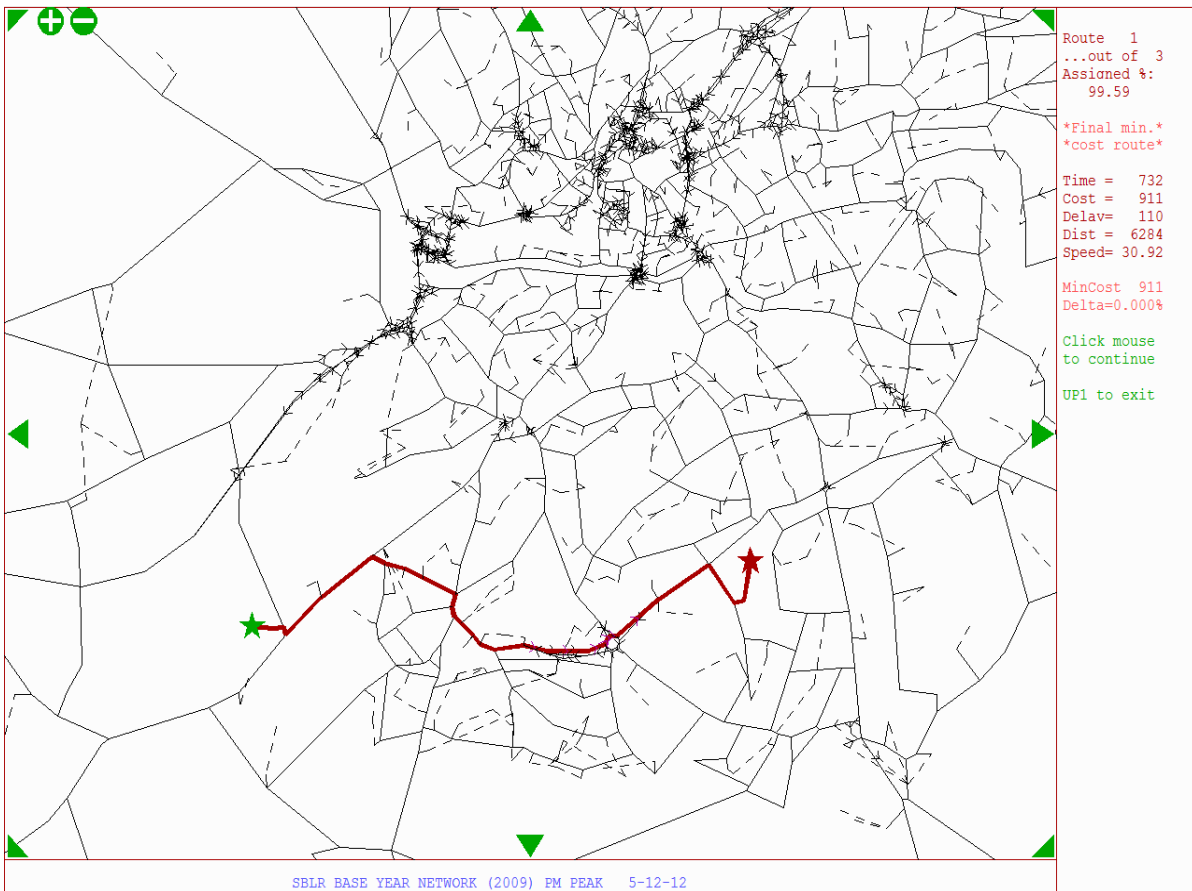 Route 1
...out of 3
Assigned %:
99.59
*Final min.*
*cost route*
Time = 732
Cost = 911
Delay= 110
Dist = 6284
Speed= 30.92
MinCost 911
Delta=0.000%
Click mouse
to continue
UP1 to exit
SBLR BASE YEAR NETWORK (2009) PM PEAK 5-12-12